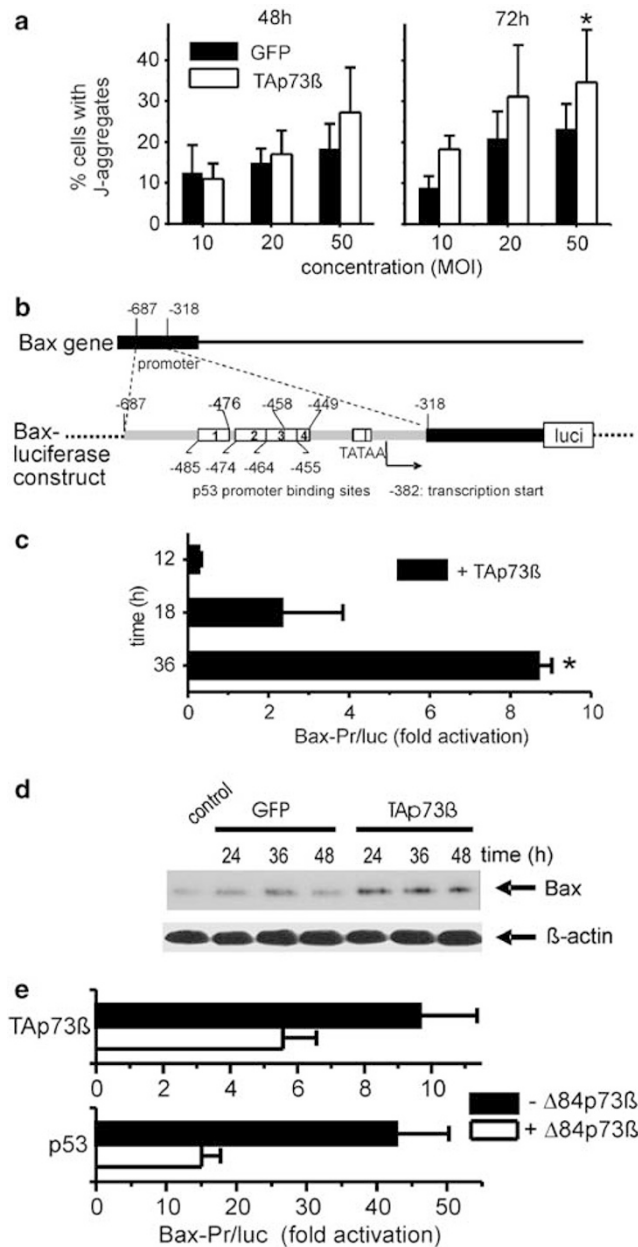 a
48h
72h
*
GFP
TAp73ß
% cells with
J-aggregates
40
30
20
10
0
10 20 50 10 20 50
concentration (MOI)
b
-687 -318
Bax gene
promoter
-687 -476 -458 -449 -318
Bax-
luciferase
construct
1 2 3 4
luci
TATAA
-485 -474 -464 -455
p53 promoter binding sites -382: transcription start
c
12
+ TAp73ß
time (h)
18
36
*
0 2 4 6 8 10
Bax-Pr/luc (fold activation)
d
control GFP TAp73ß
24 36 48 24 36 48 time (h)
Bax
ß-actin
e
TAp73ß
0 2 4 6 8 10
- Δ84p73ß
+ Δ84p73ß
p53
0 10 20 30 40 50
Bax-Pr/luc (fold activation)